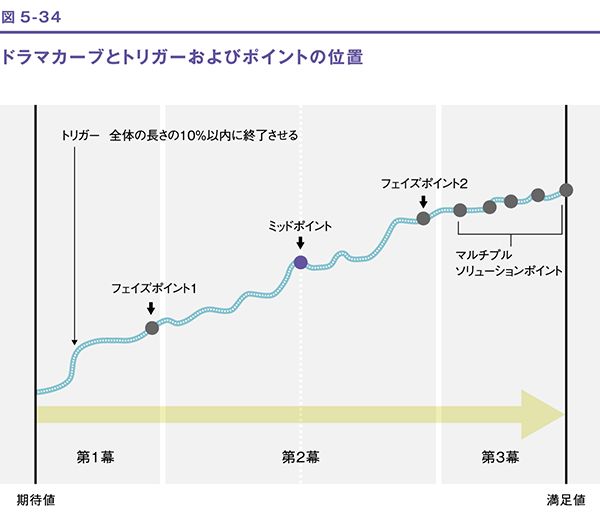 図 5-34
ドラマカーブとトリガーおよびポイントの位置
トリガー 全体の長さの10%以内に終了させる
フェイズポイント2
ミッドポイント
マルチプル
ソリューションポイント
フェイズポイント1
第1幕
第2幕
第3幕
期待値
満足値